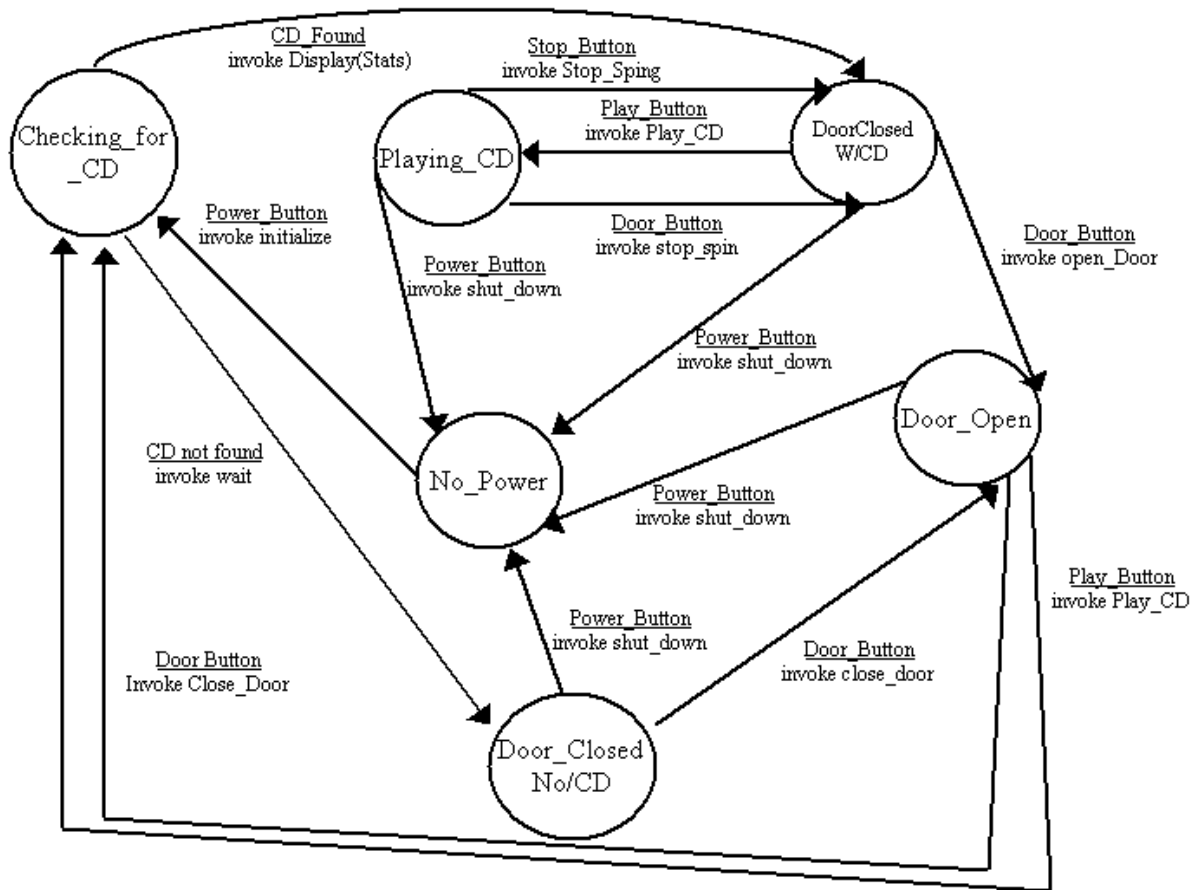 CD_Found
invoke Display(Stats)
Stop_Button
invoke Stop_Sping
Play_Button
invoke Play_CD
Checking_for
_CD
Playing_CD
DoorClosed
W/CD
Power_Button
invoke initialize
Door_Button
invoke stop_spin
Door_Button
invoke open_Door
Power_Button
invoke shut_down
Power_Button
invoke shut_down
Door_Open
CD not found
invoke wait
No_Power
Power_Button
invoke shut_down
Play_Button
invoke Play_CD
Power_Button
invoke shut_down
Door_Button
invoke close_door
Door Button
Invoke Close_Door
Door_Closed
No/CD